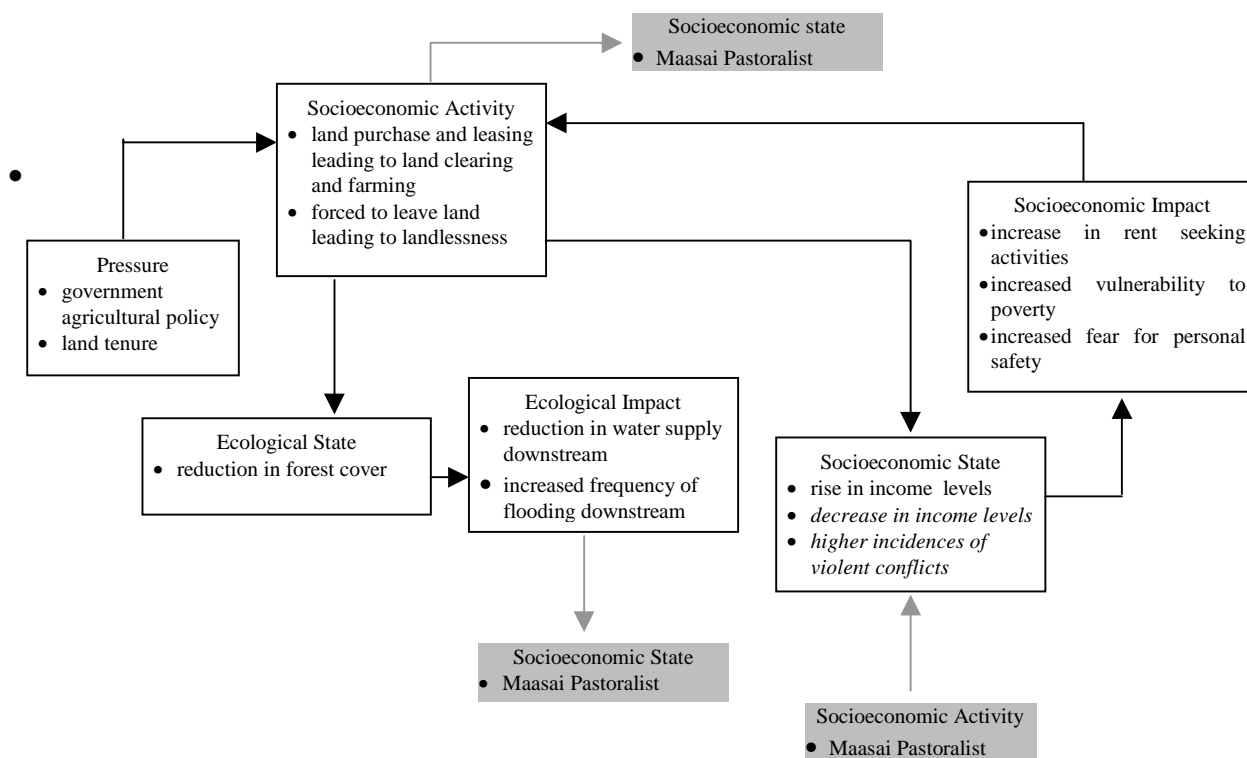 Socioeconomic state
• Maasai Pastoralist
Socioeconomic Activity
• land purchase and leasing
leading to land clearing
and farming
• forced to leave land
leading to landlessness
•
Pressure
• government
agricultural policy
• land tenure
Socioeconomic Impact
• increase in rent seeking
activities
• increased vulnerability to
poverty
• increased fear for personal
safety
Ecological State
• reduction in forest cover
Ecological Impact
• reduction in water supply
downstream
• increased frequency of
flooding downstream
Socioeconomic State
• rise in income levels
• decrease in income levels
• higher incidences of
violent conflicts
Socioeconomic State
• Maasai Pastoralist
Socioeconomic Activity
• Maasai Pastoralist